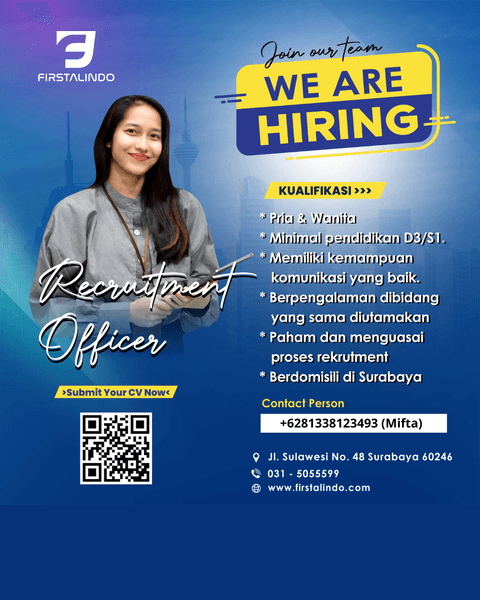 FIRSTALINDO
Join our team
WE ARE
HIRING
KUALIFIKASI >>>
* Pria & Wanita
* Minimal pendidikan D3/S1.
* Memiliki kemampuan
komunikasi yang baik.
* Berpengalaman dibidang
yang sama diutamakan
* Paham dan menguasai
proses rekrutment
* Berdomisili di Surabaya
Recruitment
Officer
>Submit Your CV Now<
Contact Person
+6281338123493 (Mifta)
Jl. Sulawesi No. 48 Surabaya 60246
031 - 5055599
www.firstalindo.com